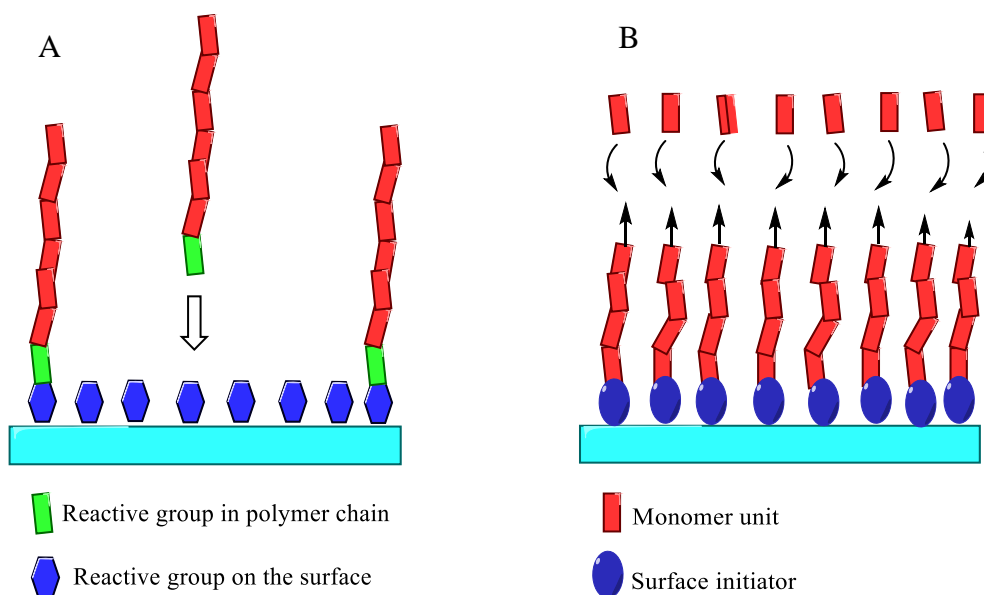 A
B
Reactive group in polymer chain
Monomer unit
Reactive group on the surface
Surface initiator